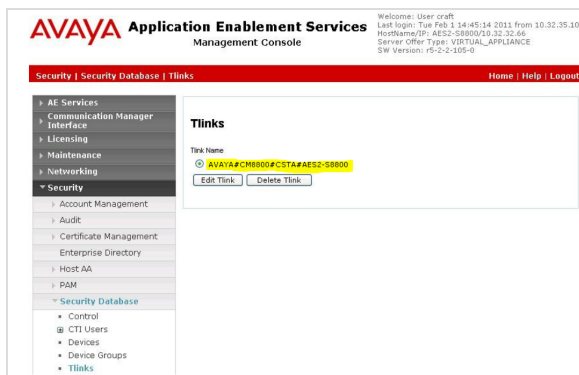 AVAYA
Application Enablement Services
Management Console
Welcome: User craft
Last login: Tue Feb 1 14:45:14 2011 from 10.32.35.10
HostName/IP: AES2-S8800/10.32.32.66
Server Offer Type: VIRTUAL_APPLIANCE
SW Version: r5-2-2-105-0
Security | Security Database | Tlinks
Home | Help | Logout
AE Services
Communication Manager
Interface
Licensing
Maintenance
Networking
Security
Account Management
Audit
Certificate Management
Enterprise Directory
Host AA
PAM
Security Database
Control
CTI Users
Devices
Device Groups
Tlinks
Tlinks
Tlink Name
AVAYA#CM8800#CSTA#AES2-S8800
Edit Tlink
Delete Tlink